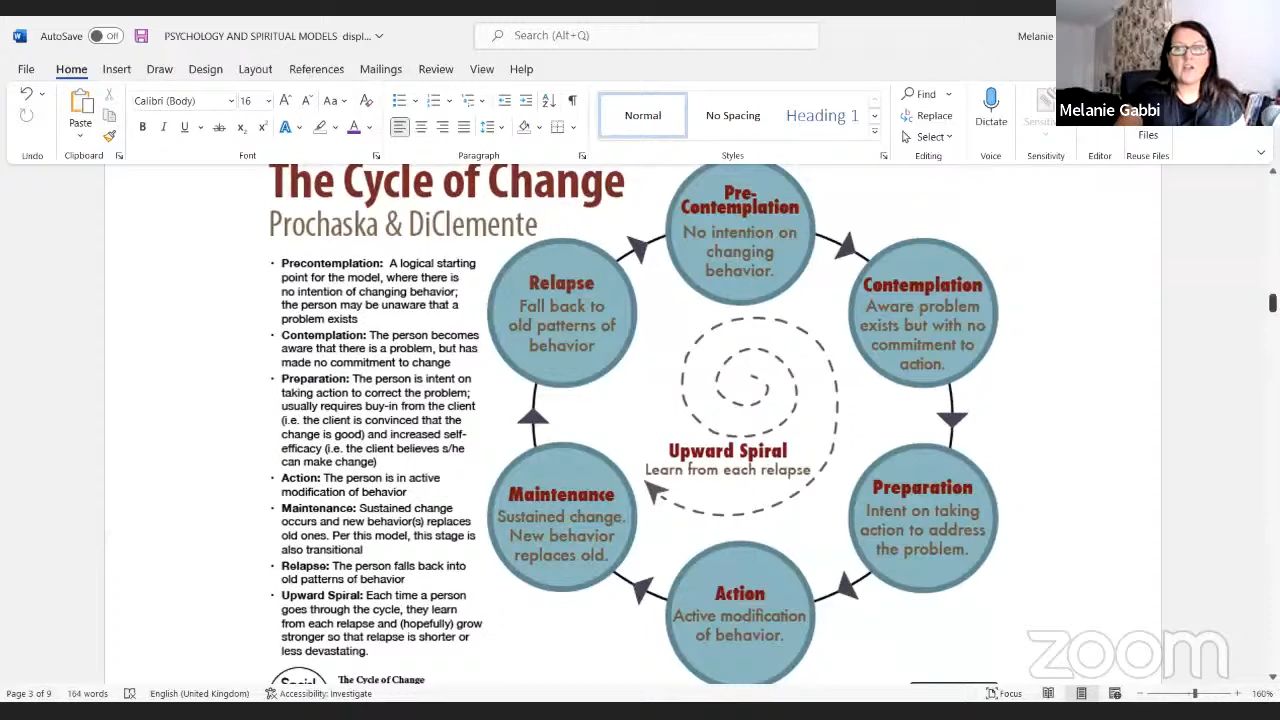 AutoSave Off PSYCHOLOGY AND SPIRITUAL MODELS displ... Search (Alt+Q) Melanie
File Home Insert Draw Design Layout References Mailings Review View Help
Paste
Calibri (Body) 16
Normal No Spacing Heading 1
Find
Replace
Select
Dictate
Files
Undo Clipboard Font Paragraph Styles Editing Voice Sensitivity Editor Reuse Files
Melanie Gabbi
The Cycle of Change
Prochaska & DiClemente
· Precontemplation: A logical starting
point for the model, where there is
no intention of changing behavior;
the person may be unaware that a
problem exists
· Contemplation: The person becomes
aware that there is a problem, but has
made no commitment to change
· Preparation: The person is intent on
taking action to correct the problem;
usually requires buy-in from the client
(i.e. the client is convinced that the
change is good) and increased self-
efficacy (i.e. the client believes s/he
can make change)
· Action: The person is in active
modification of behavior
· Maintenance: Sustained change
occurs and new behavior(s) replaces
old ones. Per this model, this stage is
also transitional
· Relapse: The person falls back into
old patterns of behavior
· Upward Spiral: Each time a person
goes through the cycle, they learn
from each relapse and (hopefully) grow
stronger so that relapse is shorter or
less devastating.
Pre-
Contemplation
No intention on
changing
behavior.
Contemplation
Aware problem
exists but with no
commitment to
action.
Preparation
Intent on taking
action to address
the problem.
Action
Active modification
of behavior.
Maintenance
Sustained change.
New behavior
replaces old.
Relapse
Fall back to
old patterns of
behavior
Upward Spiral
Learn from each relapse
The Cycle of Change
zoom
Page 3 of 9 164 words English (United Kingdom) Accessibility: Investigate Focus 160%